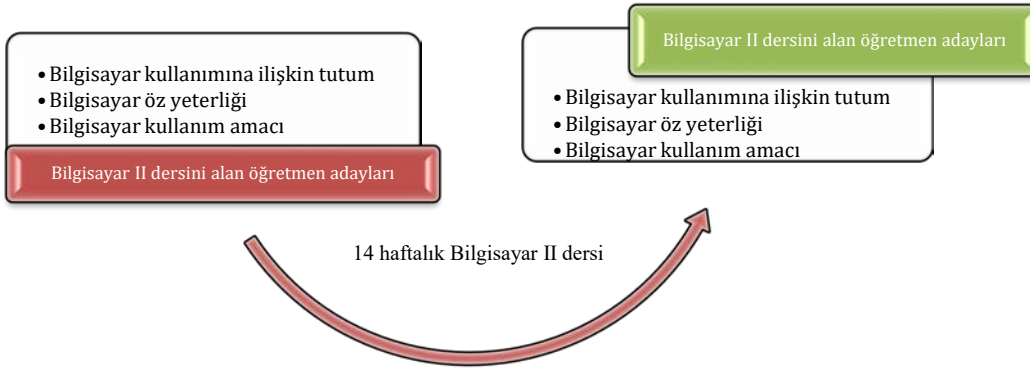 • Bilgisayar kullanımına ilişkin tutum
• Bilgisayar öz yeterliği
• Bilgisayar kullanım amacı
Bilgisayar II dersini alan öğretmen adayları
Bilgisayar II dersini alan öğretmen adayları
• Bilgisayar kullanımına ilişkin tutum
• Bilgisayar öz yeterliği
• Bilgisayar kullanım amacı
14 haftalık Bilgisayar II dersi